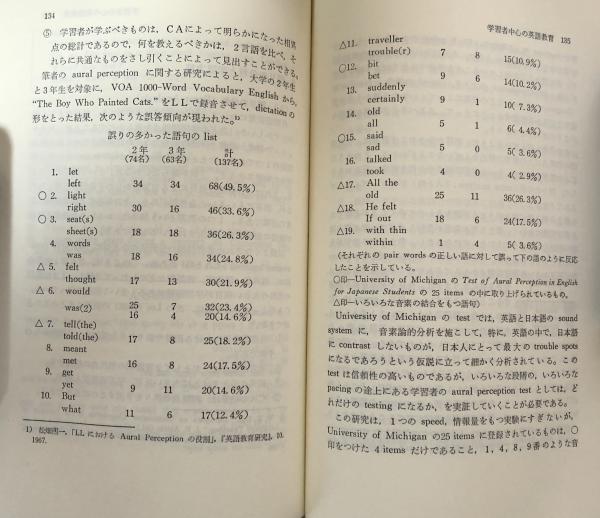 134
⑤ 学習者が学ぶべきものは，CAによって明らかになった相異
点の総計であるので，何を教えるべきかは，2言語を比べ，そ
れらに共通なものをさし引くことによって見出すことができる。
筆者の aural perception に関する研究によると，大学の2年生
と3年生を対象に，VOA 1000-Word Vocabulary English から，
"The Boy Who Painted Cats." をLLで録音させて，dictation の
形をとった結果，次のような誤答傾向が現われた。¹⁾
誤りの多かった語句の list
2年 3年 計
(74名) (63名) (137名)
1. let
left 34 34 68(49.5%)
○ 2. light
right 30 16 46(33.6%)
○ 3. seat(s)
sheet(s) 18 18 36(26.3%)
4. words
was 18 16 34(24.8%)
△ 5. felt
thought 17 13 30(21.9%)
△ 6. would
25 7 32(23.4%)
was(2) 16 4 20(14.6%)
△ 7. tell(the)
told(the) 17 8 25(18.2%)
8. meant
met 16 8 24(17.5%)
9. get
yet 9 11 20(14.6%)
10. But
what 11 6 17(12.4%)
1) 松畑熙一，「LL における Aural Perception の役割」，『英語教育研究』，10，
1967.
学習者中心の英語教育 135
△11. traveller
trouble(r) 7 8 15(10.9%)
○12. bit
bet 9 6 14(10.2%)
13. suddenly
certainly 9 1 10( 7.3%)
14. old
all 5 1 6( 4.4%)
○15. said
sad 5 0 5( 3.6%)
16. talked
took 4 0 4( 2.9%)
△17. All the
old 25 11 36(26.3%)
△18. He felt
If out 18 6 24(17.5%)
△19. with thin
within 1 4 5( 3.6%)
(それぞれの pair words の正しい語に対して誤って下の語のように反応
したことを示している。
○印—University of Michigan の Test of Aural Perception in English
for Japanese Students の 25 items の中に取り上げられているもの。
△印—いろいろな音素の結合をもつ語句)
University of Michigan の test では，英語と日本語の sound
system に，音素論的分析を施こして，特に，英語の中で，日本語
に contrast しないものが，日本人にとって最大の trouble spots
になるであろうという仮説に立って細かく分析されている。この
test は信頼性の高いものであるが，いろいろな段階の，いろいろな
pacing の途上にある学習者の aural perception test としては，ど
れだけの testing になるか，を実証していくことが必要である。
この研究は，1つの speed，情報量をもつ実験にすぎないが，
University of Michigan の25 items に登録されているものは，○
印をつけた 4 items だけであること，1，4，8，9番のような音